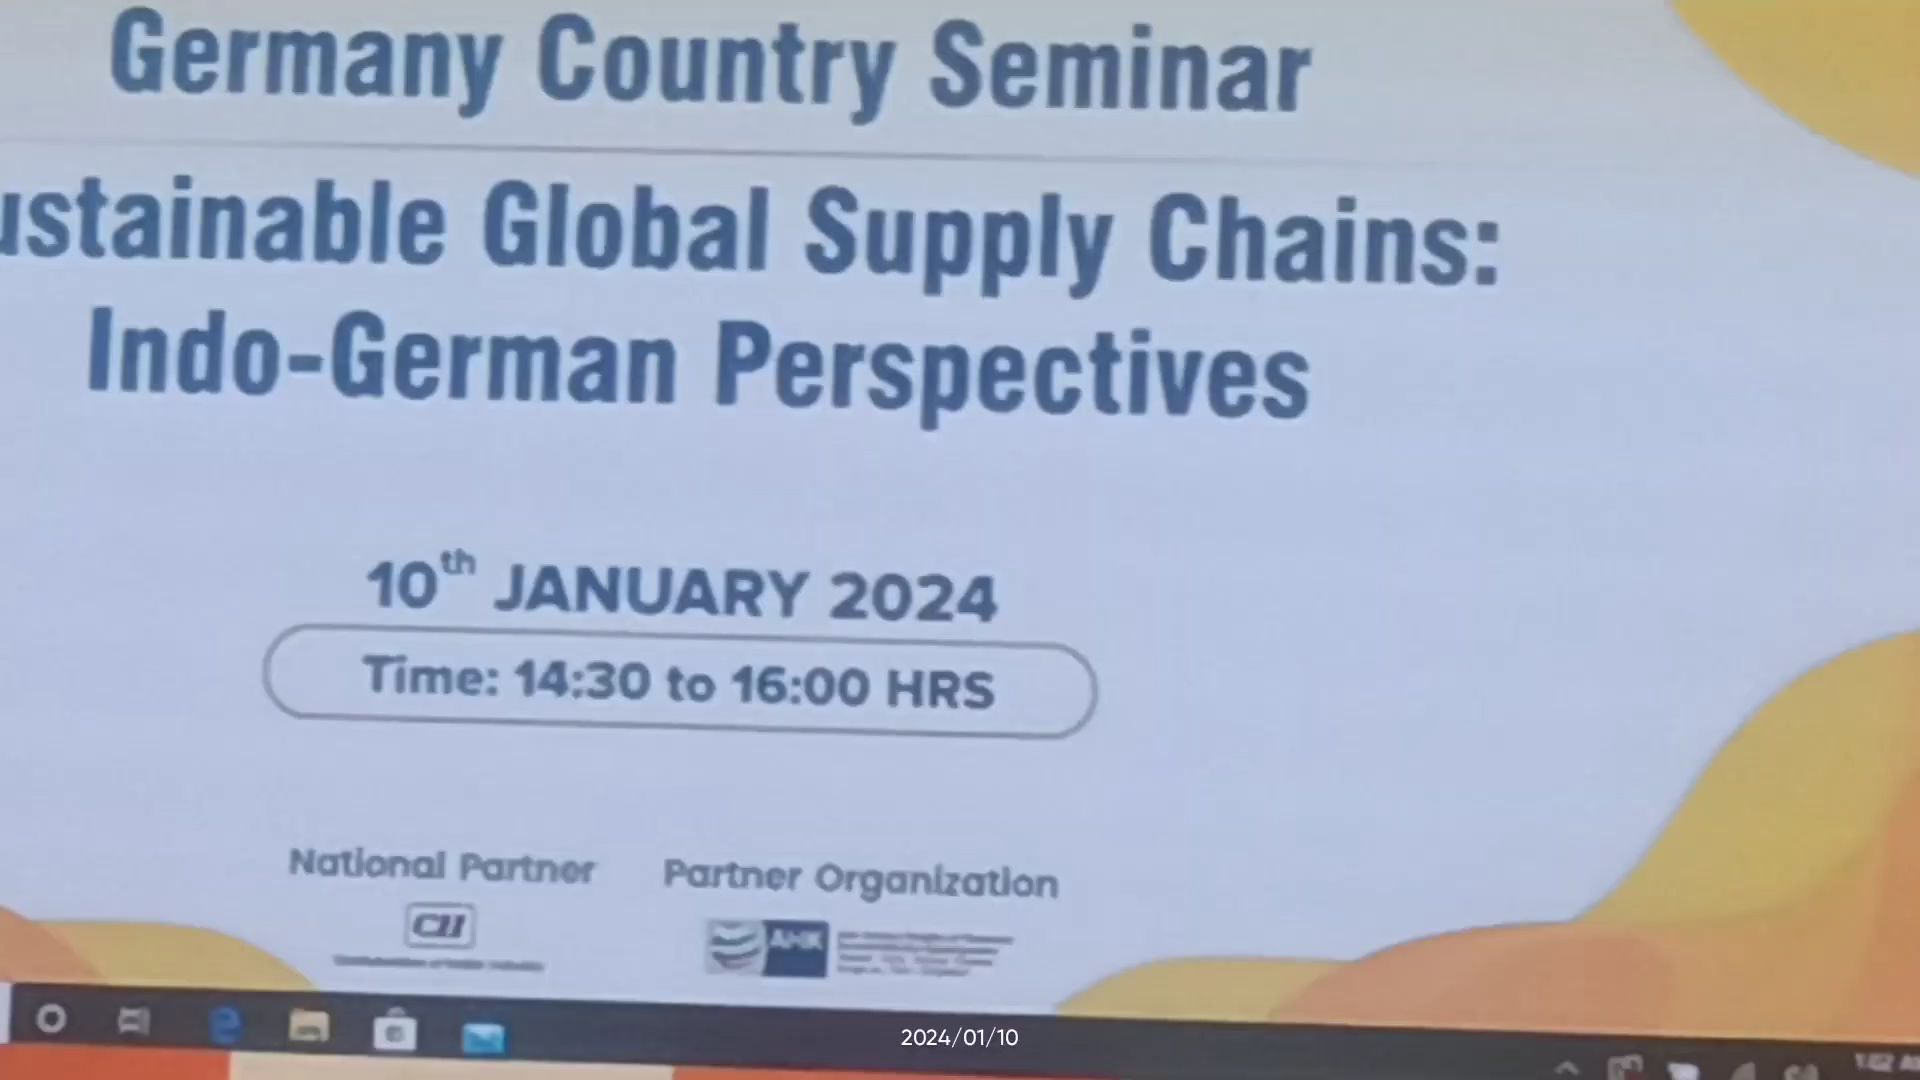 Germany Country Seminar
ustainable Global Supply Chains:
Indo-German Perspectives
10th JANUARY 2024
Time: 14:30 to 16:00 HRS
National Partner
Partner Organization
CII
AHK
2024/01/10